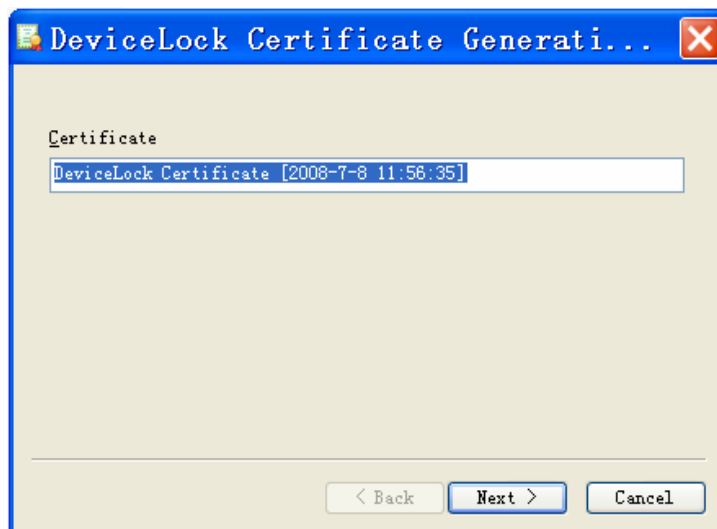 DeviceLock Certificate Generati...
Certificate
DeviceLock Certificate [2008-7-8 11:56:35]
< Back
Next >
Cancel